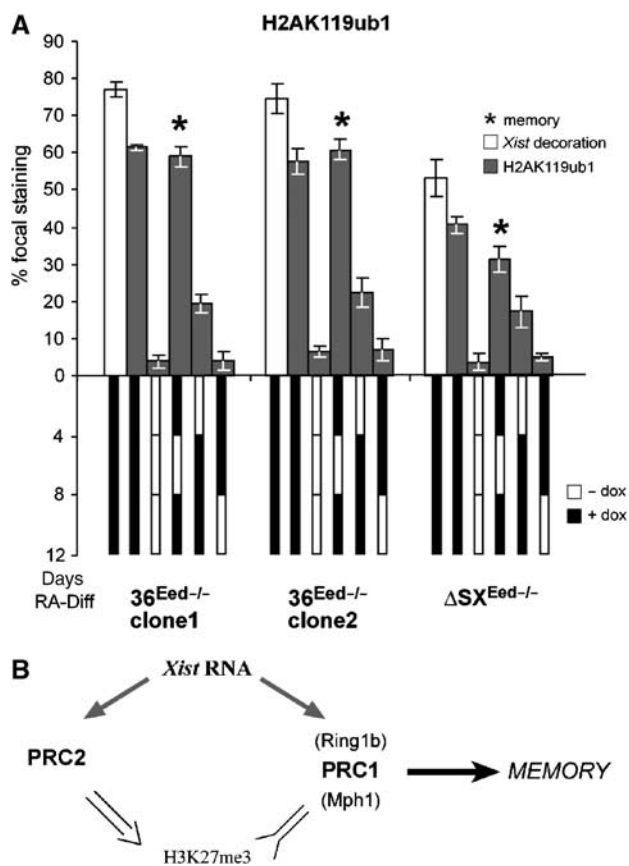 A
H2AK119ub1
90
80
70
60
50
40
30
20
10
0
% focal staining
* memory
Xist decoration
H2AK119ub1
*
*
*
4
8
12
Days
RA-Diff
− dox
+ dox
36Eed−/−
clone1
36Eed−/−
clone2
ΔSXEed−/−
B
Xist RNA
(Ring1b)
PRC2
PRC1
MEMORY
(Mph1)
H3K27me3